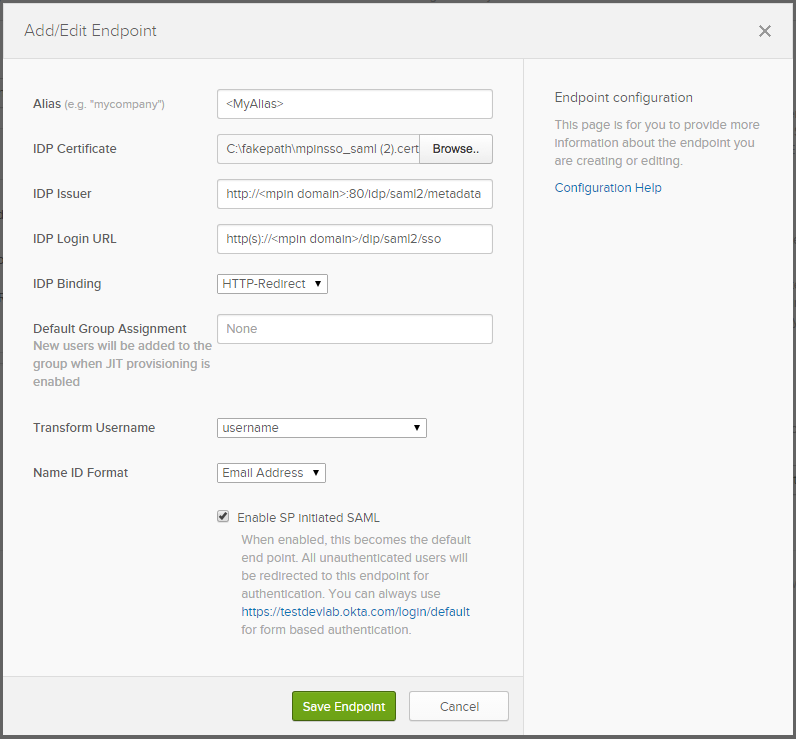 Add/Edit Endpoint
Alias (e.g. "mycompany")
<MyAlias>
IDP Certificate
C:\fakepath\mpinsso_saml (2).cert
Browse..
IDP Issuer
http://<mpin domain>:80/idp/saml2/metadata
IDP Login URL
http(s)://<mpin domain>/dip/saml2/sso
IDP Binding
HTTP-Redirect
Default Group Assignment
None
New users will be added to the
group when JIT provisioning is
enabled
Transform Username
username
Name ID Format
Email Address
Enable SP initiated SAML
When enabled, this becomes the default
end point. All unauthenticated users will
be redirected to this endpoint for
authentication. You can always use
https://testdevlab.okta.com/login/default
for form based authentication.
Save Endpoint
Cancel
Endpoint configuration
This page is for you to provide more
information about the endpoint you
are creating or editing.
Configuration Help